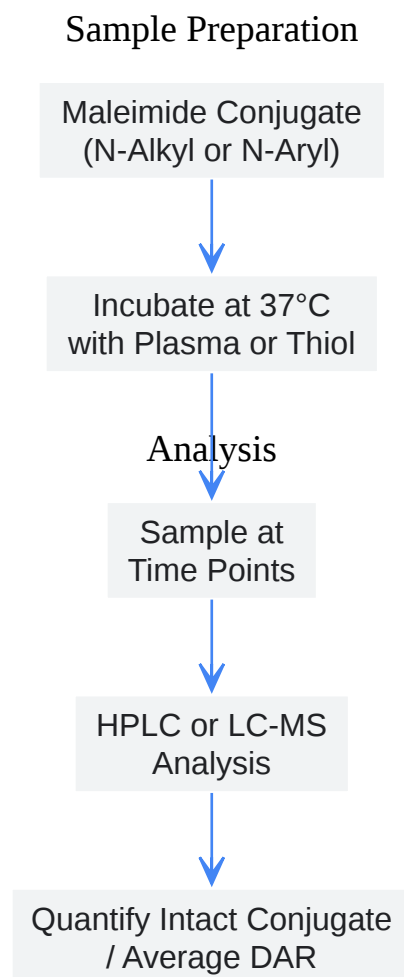 Sample Preparation
Maleimide Conjugate
(N-Alkyl or N-Aryl)
Incubate at 37°C
with Plasma or Thiol
Analysis
Sample at
Time Points
HPLC or LC-MS
Analysis
Quantify Intact Conjugate
/ Average DAR